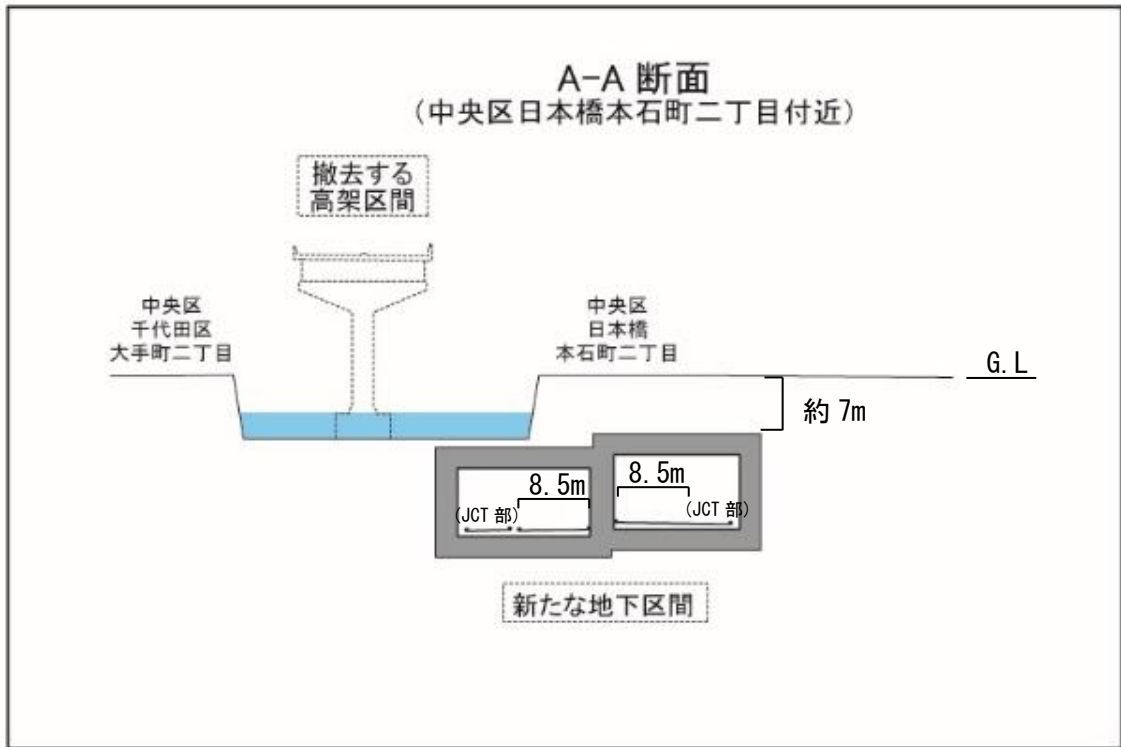 A-A 断面
(中央区日本橋本石町二丁目付近)
撤去する
高架区間
中央区
千代田区
大手町二丁目
中央区
日本橋
本石町二丁目
G.L
約 7m
8.5m
8.5m
(JCT 部)
(JCT 部)
新たな地下区間